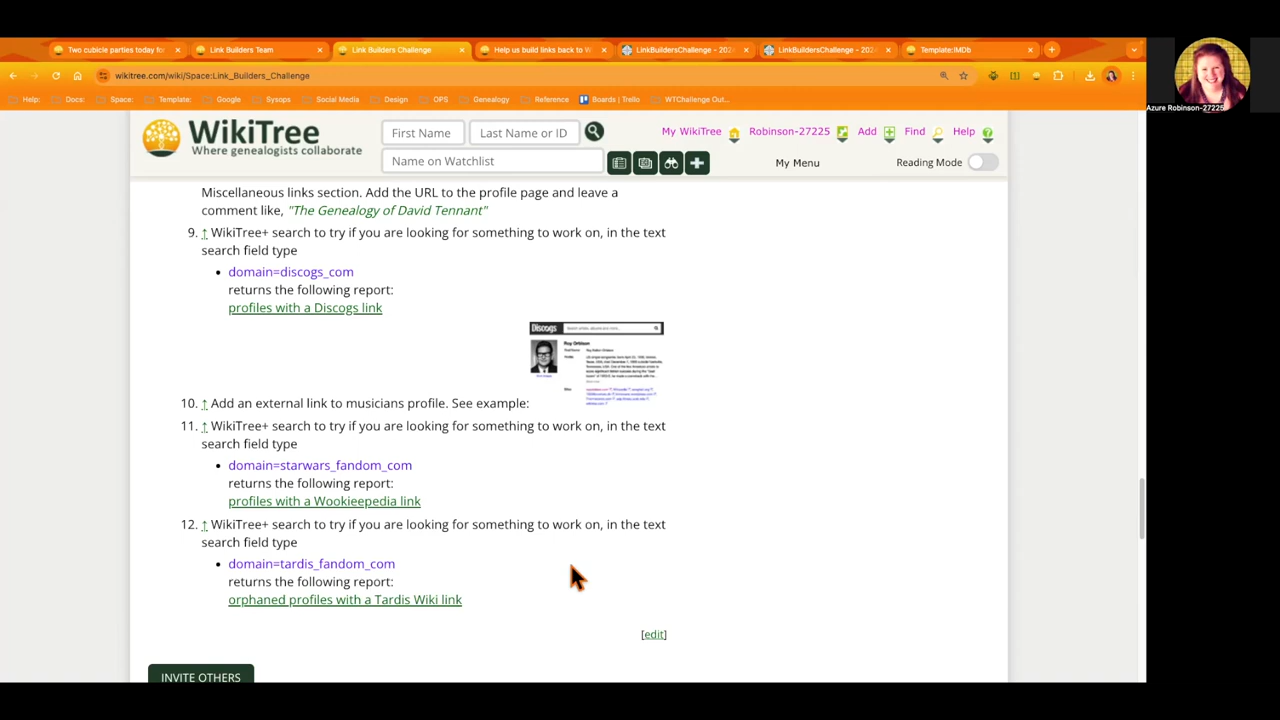 Two cubicle parties today fo
Link Builders Team
Link Builders Challenge
Help us build links back to W
LinkBuildersChallenge - 202
LinkBuildersChallenge - 202
Template:IMDb
wikitree.com/wiki/Space:Link_Builders_Challenge
Help:
Docs:
Space:
Template:
Google
Sysops
Social Media
Design
OPS
Genealogy
Reference
Boards | Trello
WTChallenge Out...
Azure Robinson-27225
WikiTree
Where genealogists collaborate
First Name
Last Name or ID
Name on Watchlist
My WikiTree
Robinson-27225
Add
Find
Help
My Menu
Reading Mode
Miscellaneous links section. Add the URL to the profile page and leave a
comment like, "The Genealogy of David Tennant"
9. ↑ WikiTree+ search to try if you are looking for something to work on, in the text
search field type
• domain=discogs_com
returns the following report:
profiles with a Discogs link
Discogs
Roy Orbison
10. ↑ Add an external link to musicians profile. See example:
11. ↑ WikiTree+ search to try if you are looking for something to work on, in the text
search field type
• domain=starwars_fandom_com
returns the following report:
profiles with a Wookieepedia link
12. ↑ WikiTree+ search to try if you are looking for something to work on, in the text
search field type
• domain=tardis_fandom_com
returns the following report:
orphaned profiles with a Tardis Wiki link
[edit]
INVITE OTHERS